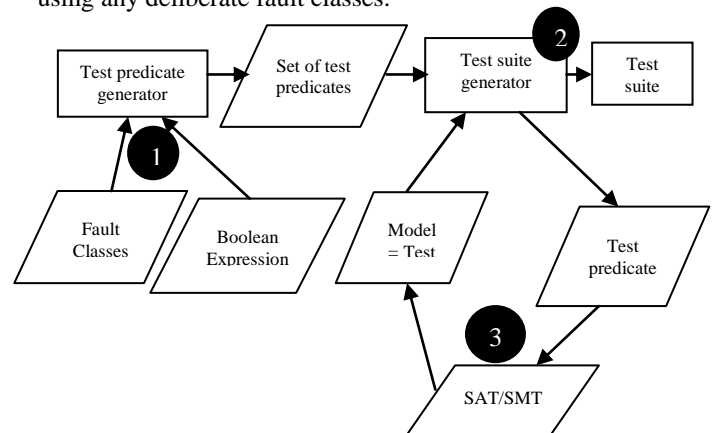 using any deliberate fault classes.
Test predicate
generator
Set of test
predicates
Test suite
generator
2
Test
suite
1
Fault
Classes
Boolean
Expression
Model
= Test
Test
predicate
3
SAT/SMT